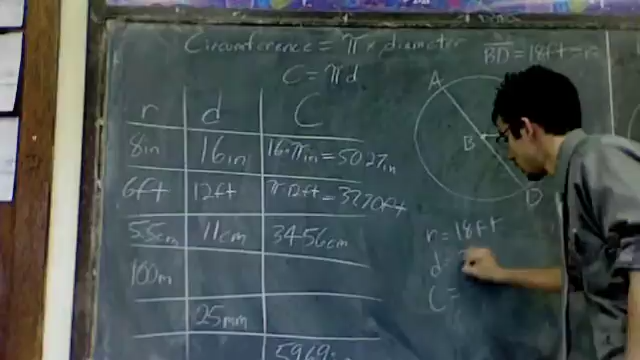 Circumference = π × diameter
C = πd
BD = 18ft = r
r d C
8in 16in 16·π in = 50.27in
6ft 12ft π·12ft = 37.70ft
5.5cm 11cm 34.56cm
100m
25mm
A
B
D
r = 18ft
d =
C =